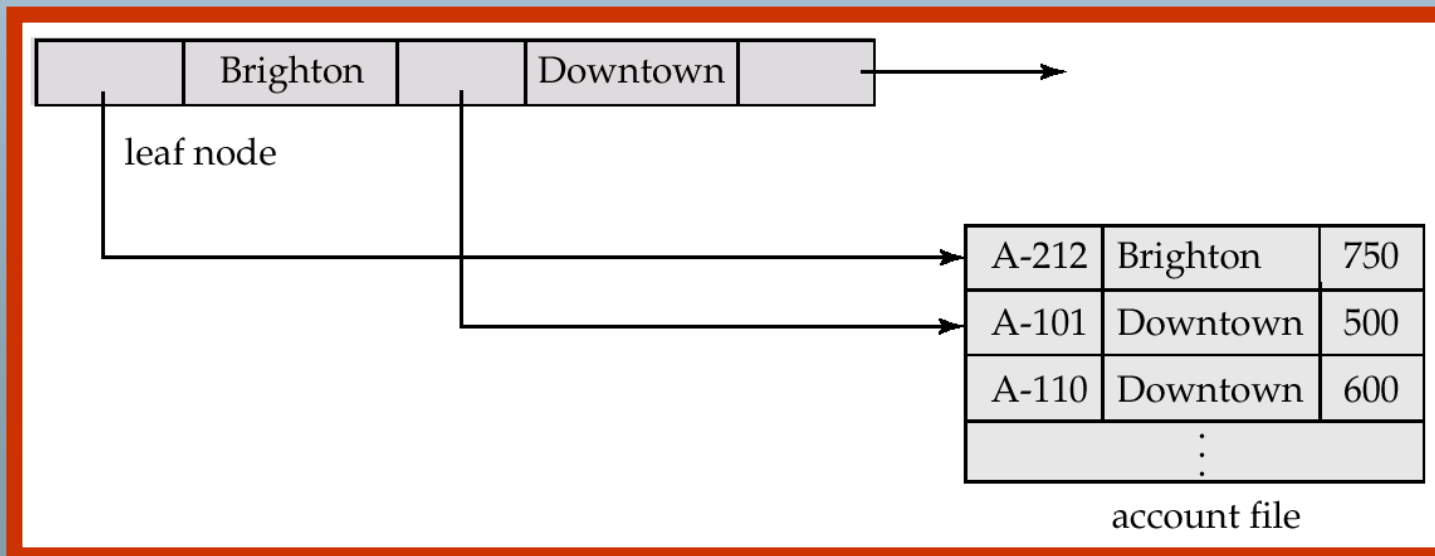 Brighton Downtown
leaf node
A-212 Brighton 750
A-101 Downtown 500
A-110 Downtown 600
account file